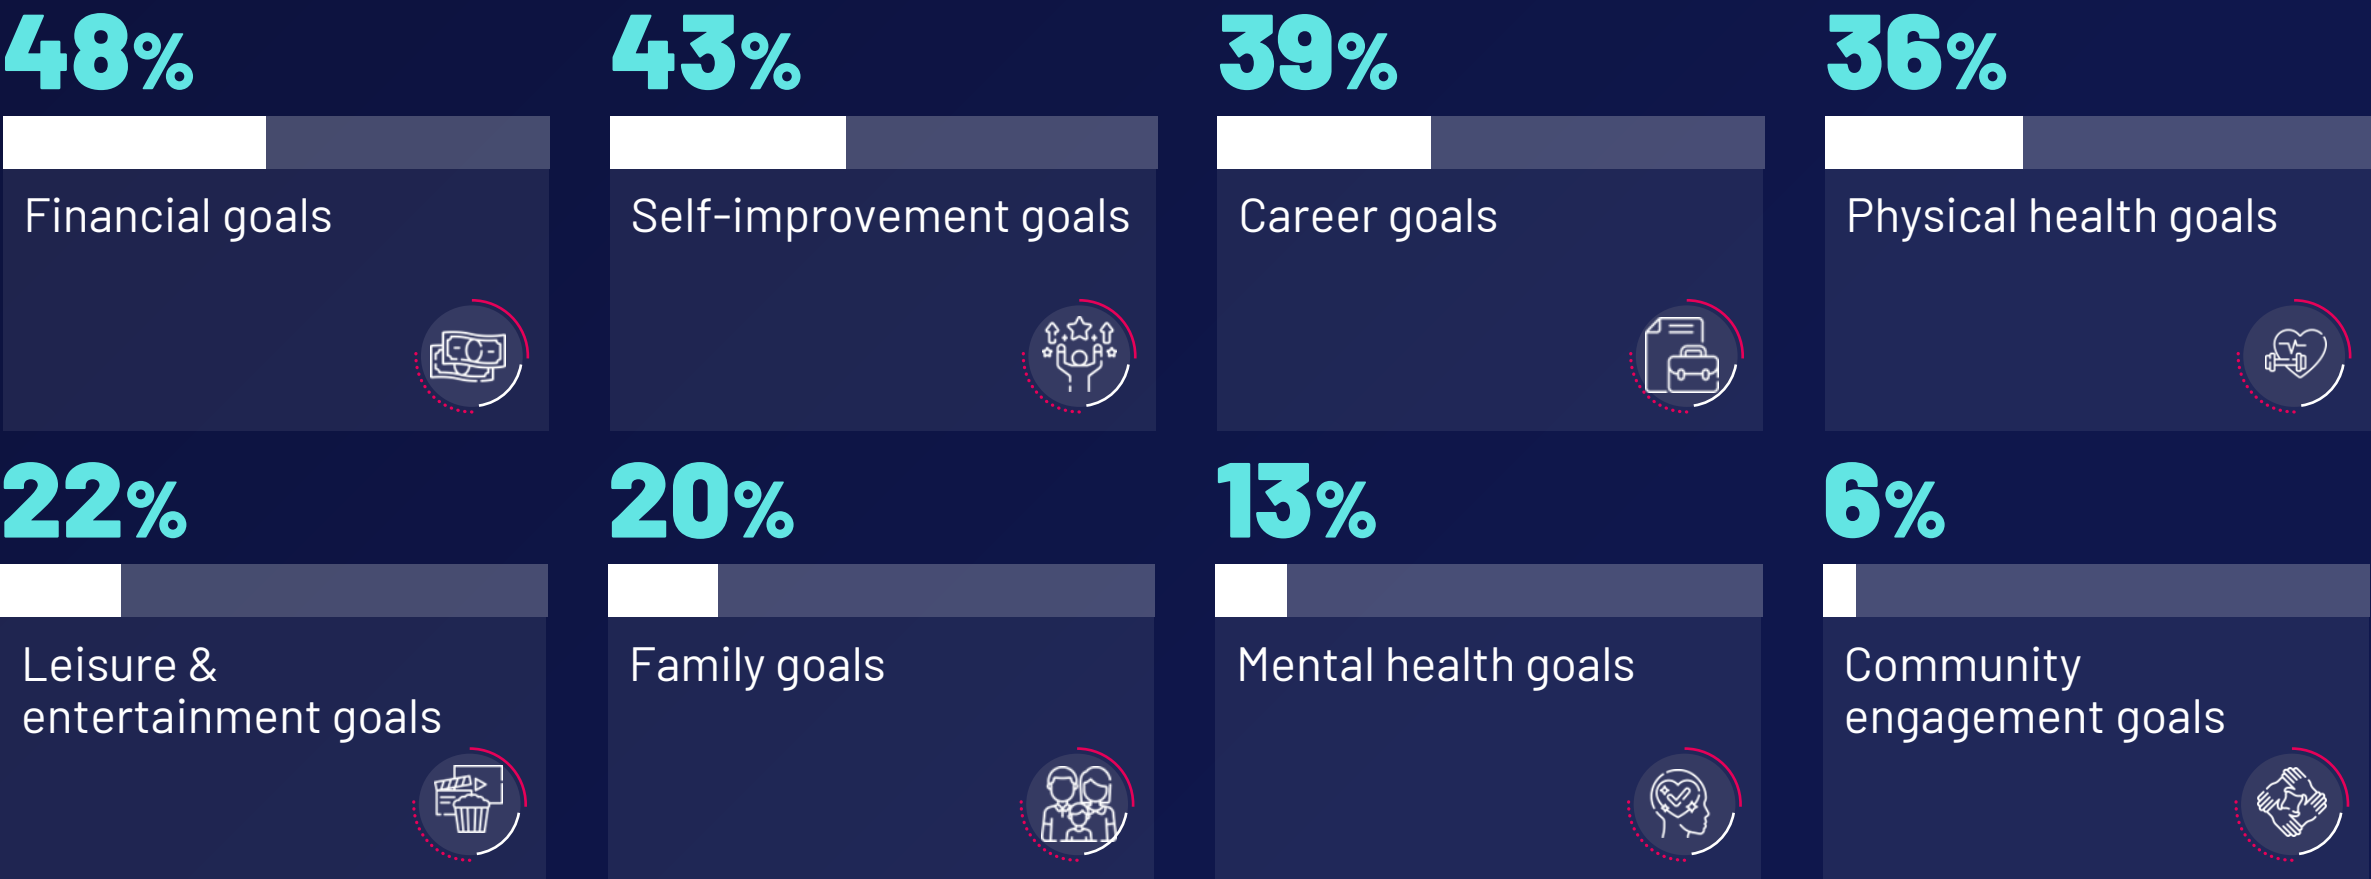 48%
43%
39%
36%
Financial goals
Self-improvement goals
Career goals
Physical health goals
22%
20%
13%
6%
Leisure &
entertainment goals
Family goals
Mental health goals
Community
engagement goals